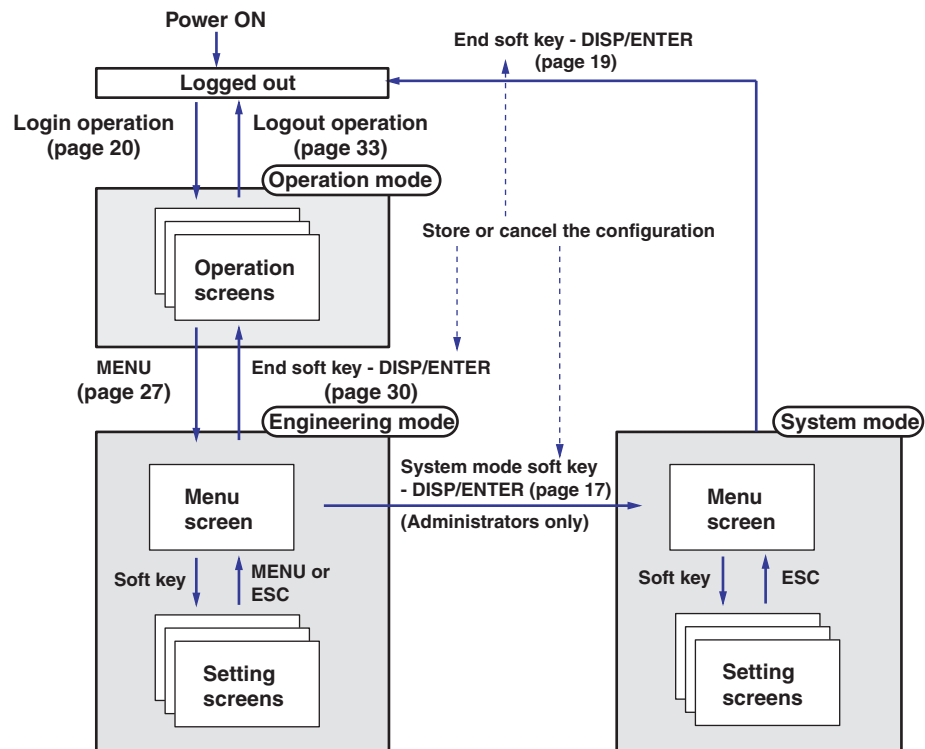 Power ON
End soft key - DISP/ENTER
(page 19)
Logged out
Login operation
(page 20)
Logout operation
(page 33)
Operation mode
Store or cancel the configuration
Operation
screens
MENU
(page 27)
End soft key - DISP/ENTER
(page 30)
Engineering mode
System mode
System mode soft key
- DISP/ENTER (page 17)
(Administrators only)
Menu
screen
Menu
screen
Soft key
MENU or
ESC
Soft key
ESC
Setting
screens
Setting
screens